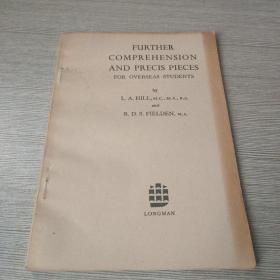 FURTHER
COMPREHENSION
AND PRECIS PIECES
FOR OVERSEAS STUDENTS
by
L. A. HILL, M.C., M.A., B.A.
and
R. D. S. FIELDEN, M.A.
LONGMAN